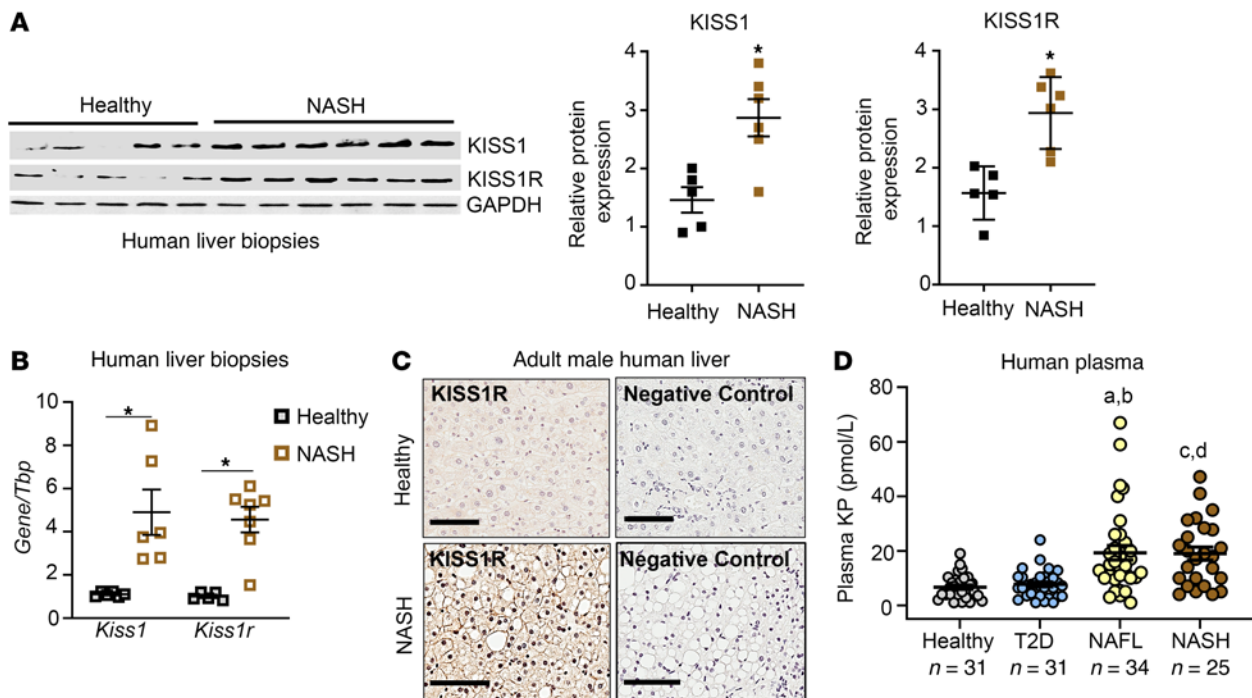 A
Healthy NASH
KISS1
KISS1R
GAPDH
Human liver biopsies
KISS1
*
4
3
2
1
0
Relative protein
expression
Healthy NASH
KISS1R
*
4
3
2
1
0
Relative protein
expression
Healthy NASH
B
Human liver biopsies
10
8
6
4
2
0
Gene/Tbp
*
*
Healthy
NASH
Kiss1 Kiss1r
C
Adult male human liver
Healthy
KISS1R Negative Control
NASH
KISS1R Negative Control
D
Human plasma
80
60
40
20
0
Plasma KP (pmol/L)
a,b
c,d
Healthy T2D NAFL NASH
n = 31 n = 31 n = 34 n = 25